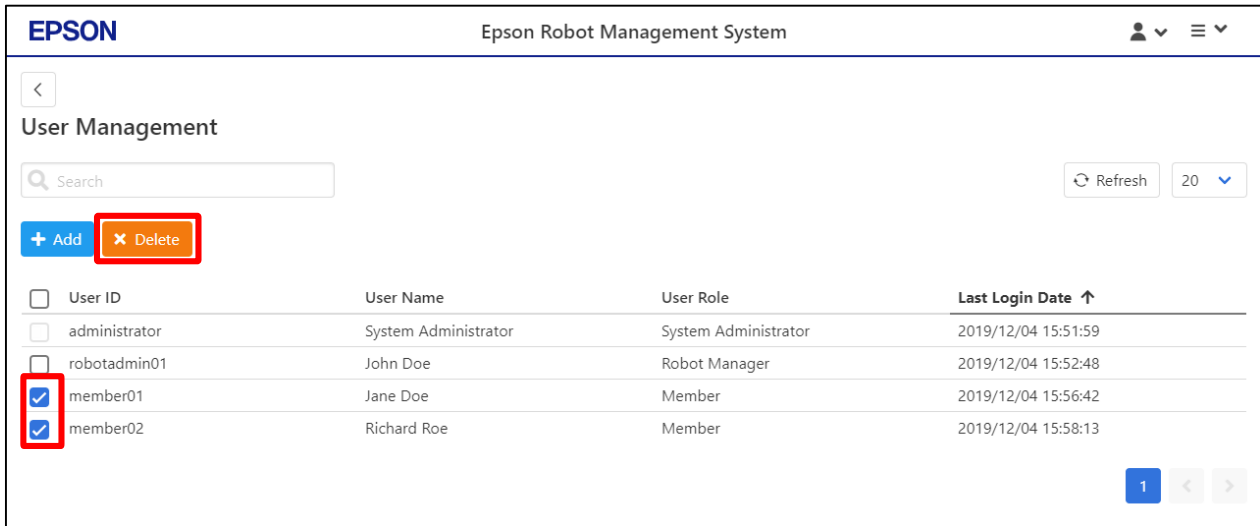 EPSON Epson Robot Management System
User Management
Search Refresh 20
Add Delete
User ID User Name User Role Last Login Date
administrator System Administrator System Administrator 2019/12/04 15:51:59
robotadmin01 John Doe Robot Manager 2019/12/04 15:52:48
member01 Jane Doe Member 2019/12/04 15:56:42
member02 Richard Roe Member 2019/12/04 15:58:13
1